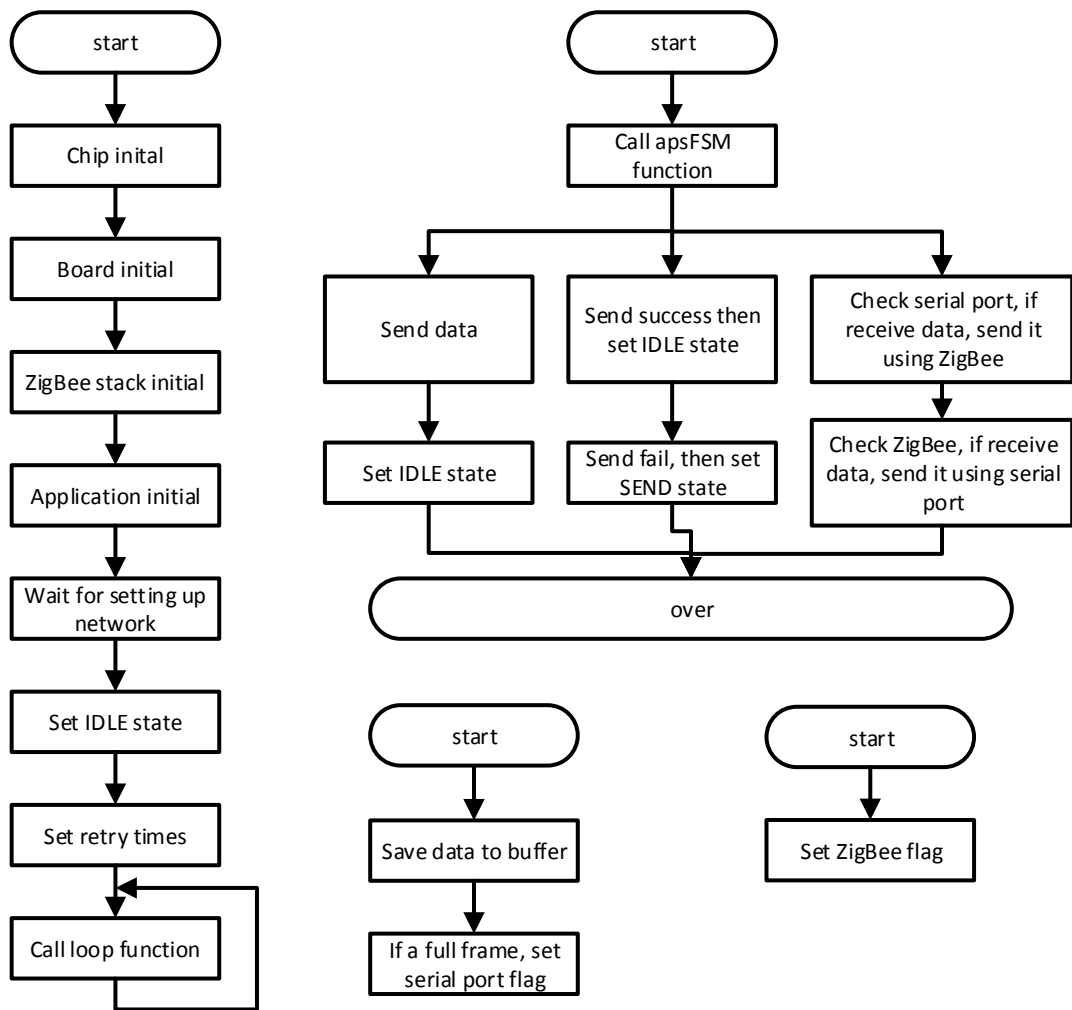 start
Chip inital
Board initial
ZigBee stack initial
Application initial
Wait for setting up
network
Set IDLE state
Set retry times
Call loop function
start
Call apsFSM
function
Send data
Set IDLE state
Send success then
set IDLE state
Send fail, then set
SEND state
Check serial port, if
receive data, send it
using ZigBee
Check ZigBee, if receive
data, send it using serial
port
over
start
Save data to buffer
If a full frame, set
serial port flag
start
Set ZigBee flag